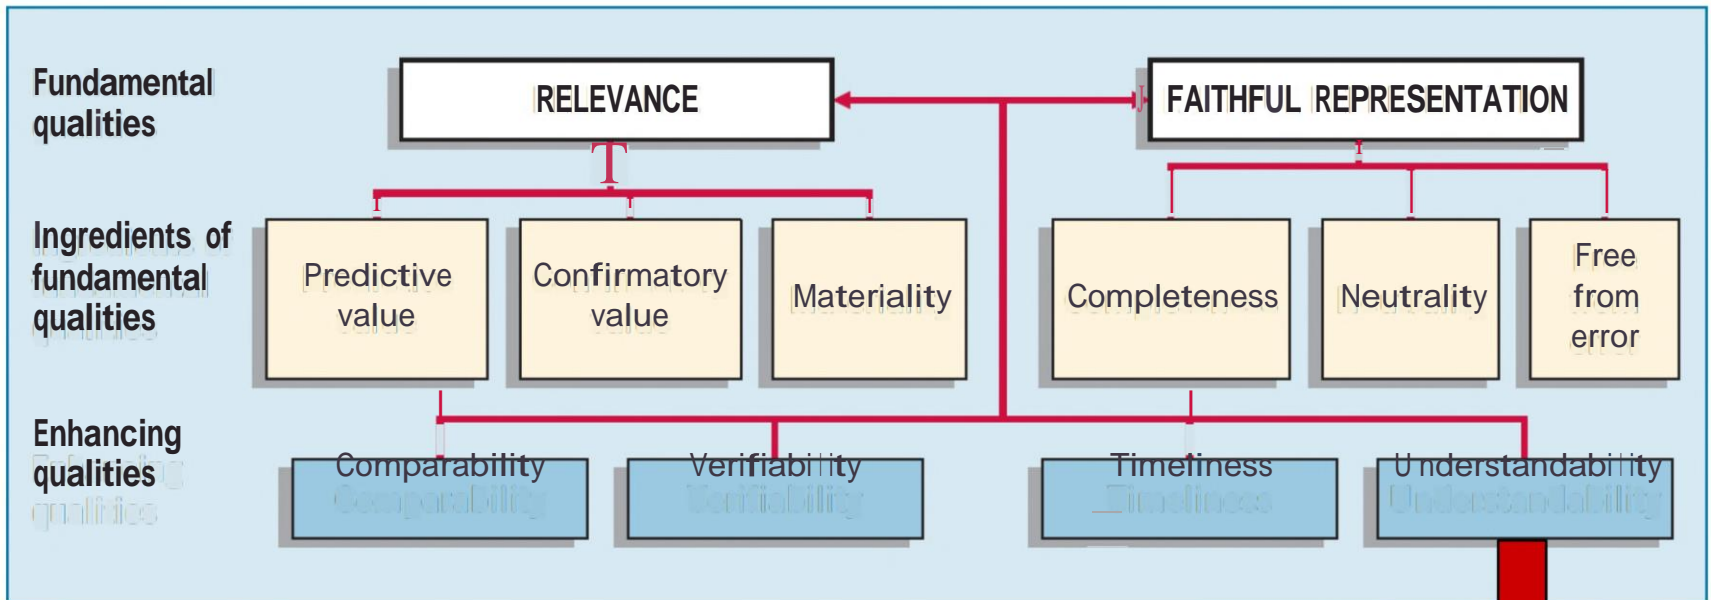 Fundamental
qualities
RELEVANCE
FAITHFUL REPRESENTATION
Ingredients of
fundamental
qualities
Predictive
value
Confirmatory
value
Materiality
Completeness
Neutrality
Free
from
error
Enhancing
qualities
Comparability
Verifiability
Timeliness
Understandability